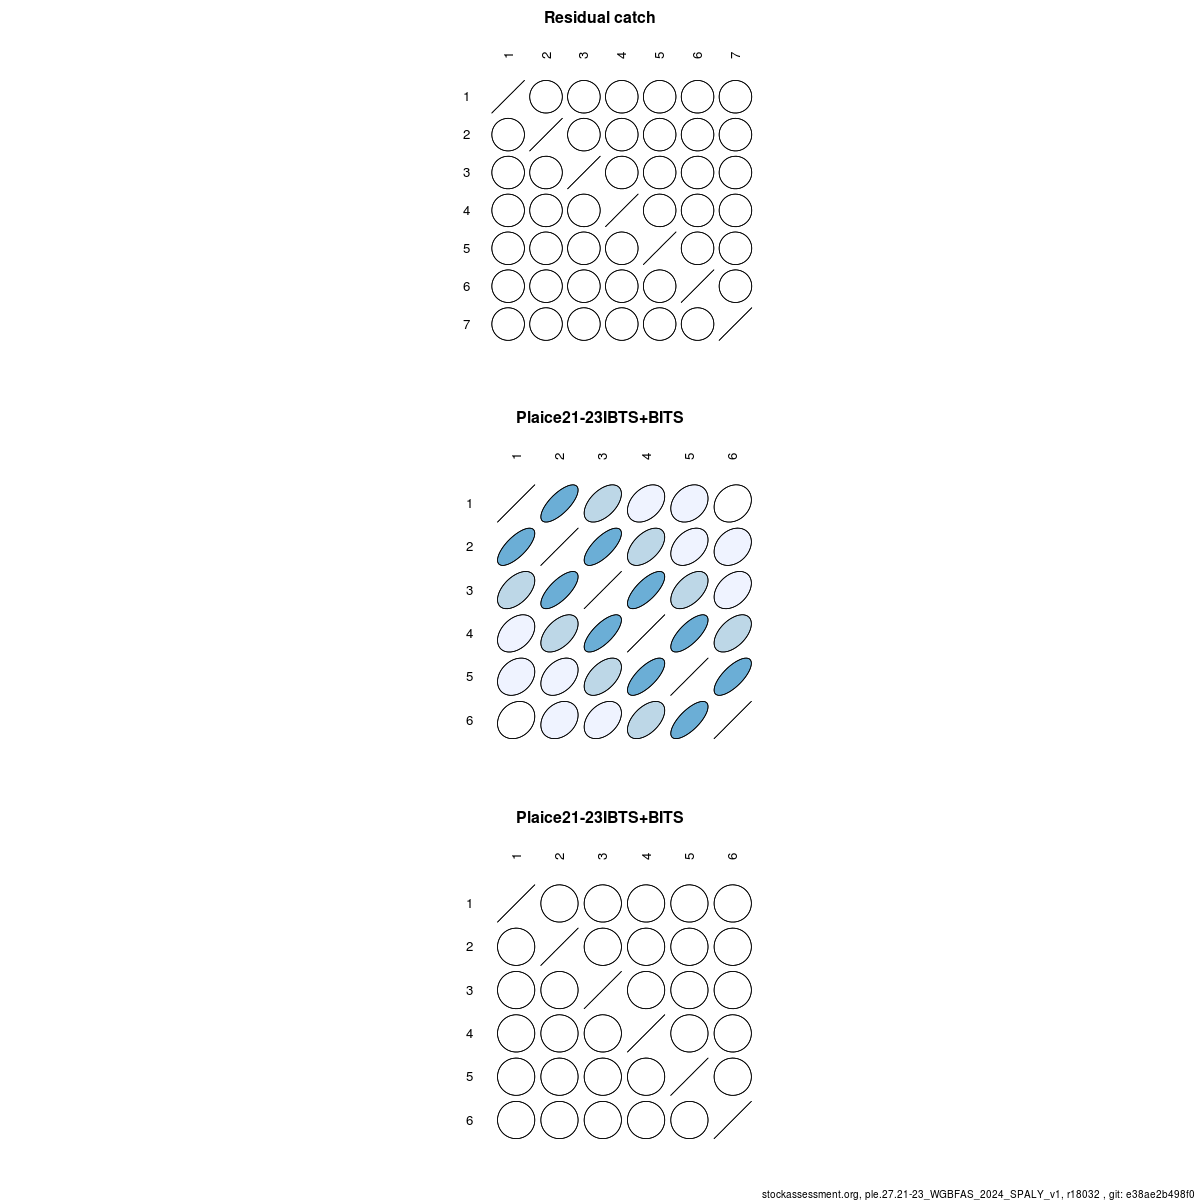 Residual catch
1 2 3 4 5 6 7
1
2
3
4
5
6
7
Plaice21-23IBTS+BITS
1 2 3 4 5 6
1
2
3
4
5
6
Plaice21-23IBTS+BITS
1 2 3 4 5 6
1
2
3
4
5
6
stockassessment.org, ple.27.21-23_WGBFAS_2024_SPALY_v1, r18032 , git: e38ae2b496f0